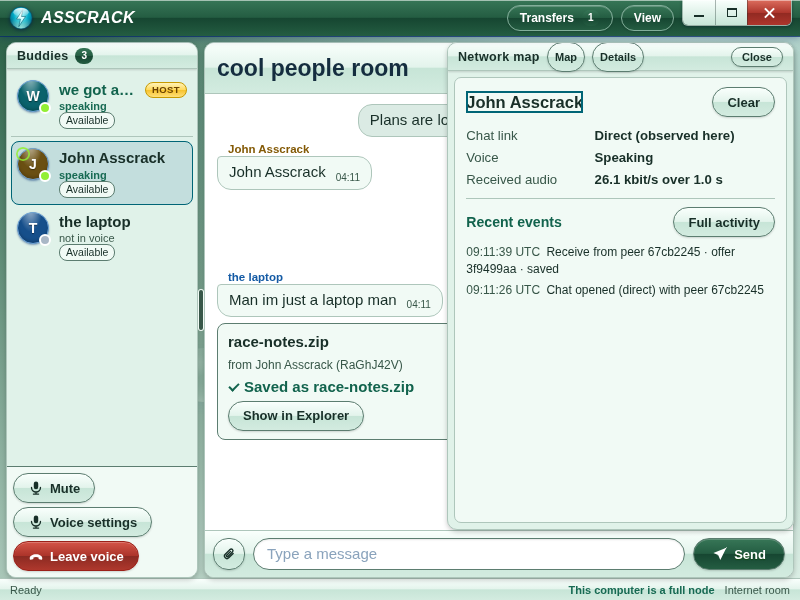 ASSCRACK
Transfers 1
View
Buddies 3
W
we got a…
HOST
speaking
Available
J
John Asscrack
speaking
Available
T
the laptop
not in voice
Available
Mute
Voice settings
Leave voice
cool people room
Plans are lo
John Asscrack
John Asscrack 04:11
the laptop
Man im just a laptop man 04:11
race-notes.zip
from John Asscrack (RaGhJ42V)
Saved as race-notes.zip
Show in Explorer
Type a message
Send
Network map
Map
Details
Close
John Asscrack
Clear
Chat link Direct (observed here)
Voice Speaking
Received audio 26.1 kbit/s over 1.0 s
Recent events
Full activity
09:11:39 UTC Receive from peer 67cb2245 · offer
3f9499aa · saved
09:11:26 UTC Chat opened (direct) with peer 67cb2245
Ready
This computer is a full node
Internet room